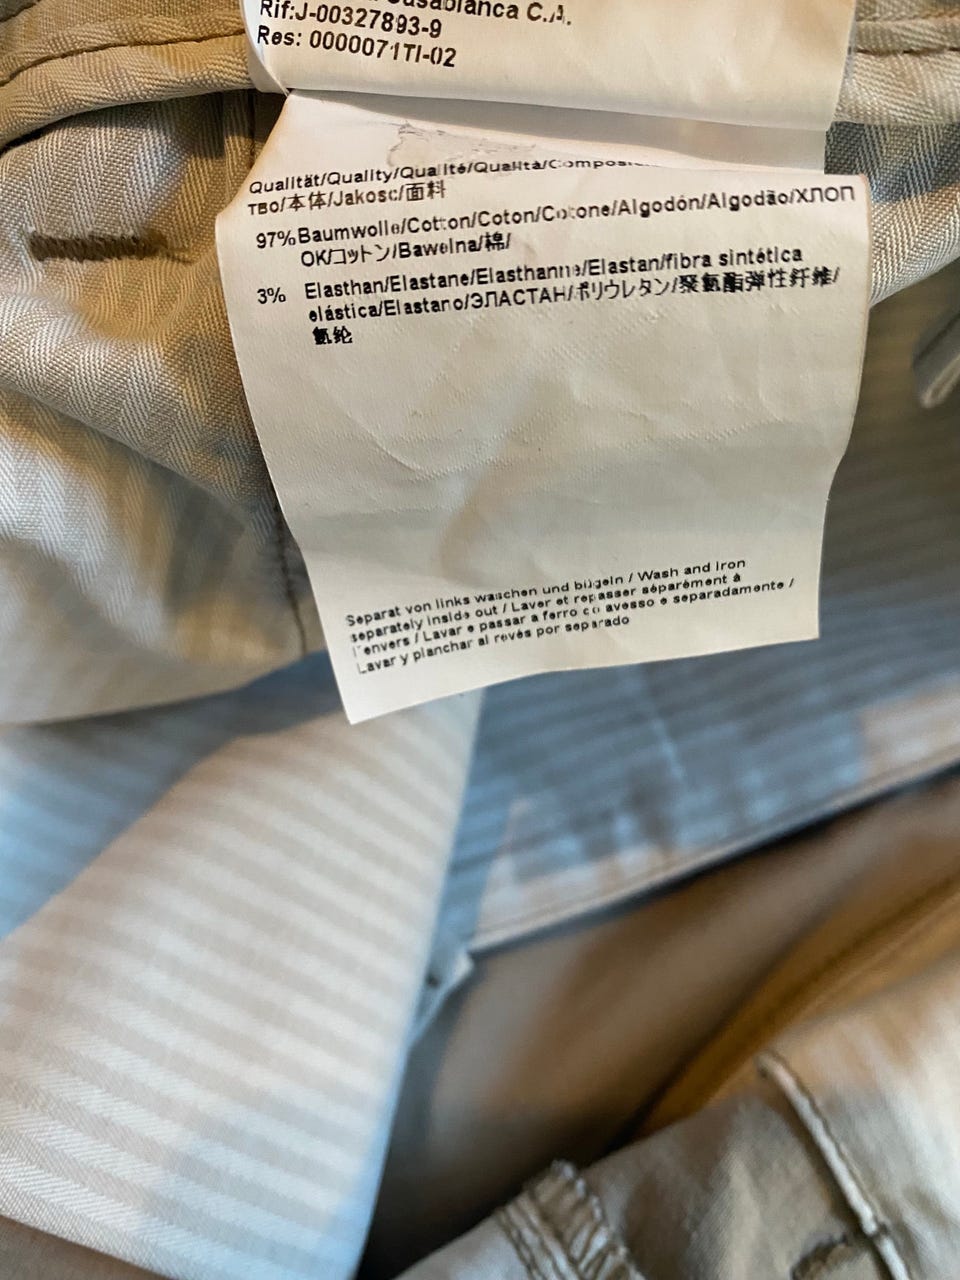 Casablanca C.A.
Rif:J-00327893-9
Res: 0000071TI-02
Qualität/Quality/Qualité/Qualità/
тво/本体/Jakosc/面料
97% Baumwolle/Cotton/Coton/Cotone/Algodón/Algodão/ХЛОП
ОК/コットン/Bawelna/棉/
3% Elasthan/Elastane/Elasthanne/Elastan/fibra sintética
elástica/Elastano/ЭЛАСТАН/ポリウレタン/聚氨酯弹性纤维/
氨纶
Separat von links waschen und bügeln / Wash and iron
separately inside out / Laver et repasser séparément à
l'envers / Lavar e passar a ferro co avesso e separadamente /
Lavar y planchar al revés por separado